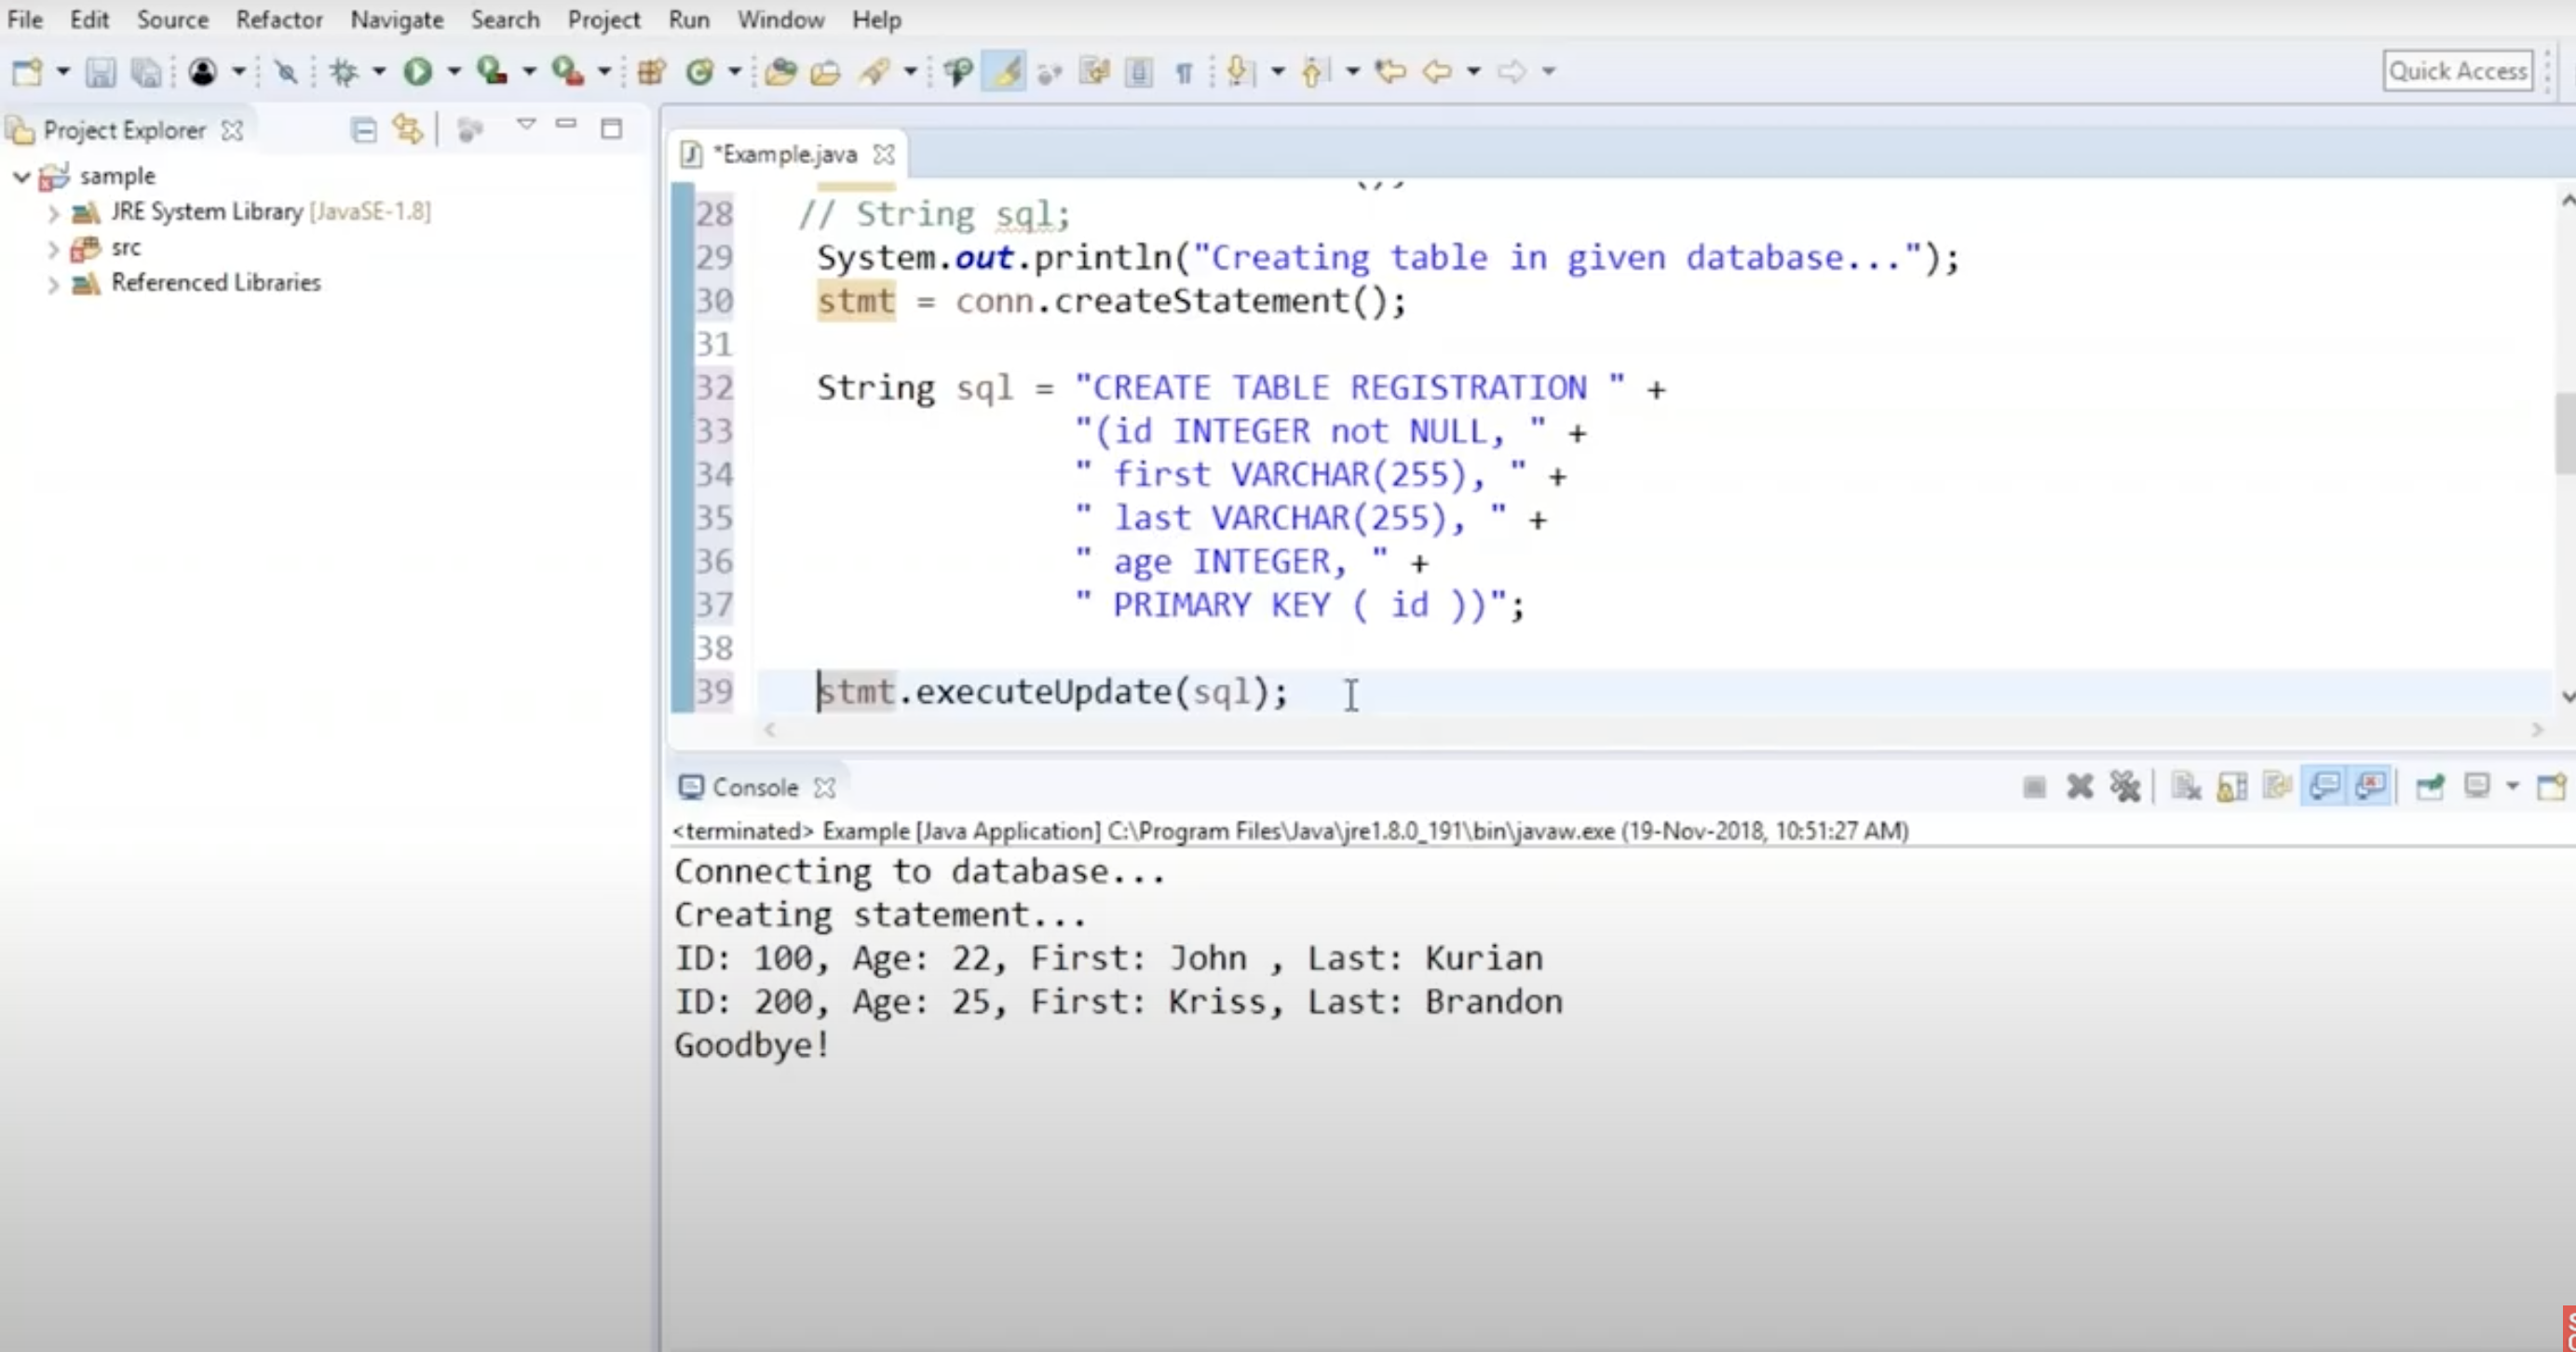 File Edit Source Refactor Navigate Search Project Run Window Help
Quick Access
Project Explorer
sample
JRE System Library [JavaSE-1.8]
src
Referenced Libraries
*Example.java
28 // String sql;
29 System.out.println("Creating table in given database...");
30 stmt = conn.createStatement();
31
32 String sql = "CREATE TABLE REGISTRATION " +
33 "(id INTEGER not NULL, " +
34 " first VARCHAR(255), " +
35 " last VARCHAR(255), " +
36 " age INTEGER, " +
37 " PRIMARY KEY ( id ))";
38
39 stmt.executeUpdate(sql);
Console
<terminated> Example [Java Application] C:\Program Files\Java\jre1.8.0_191\bin\javaw.exe (19-Nov-2018, 10:51:27 AM)
Connecting to database...
Creating statement...
ID: 100, Age: 22, First: John , Last: Kurian
ID: 200, Age: 25, First: Kriss, Last: Brandon
Goodbye!